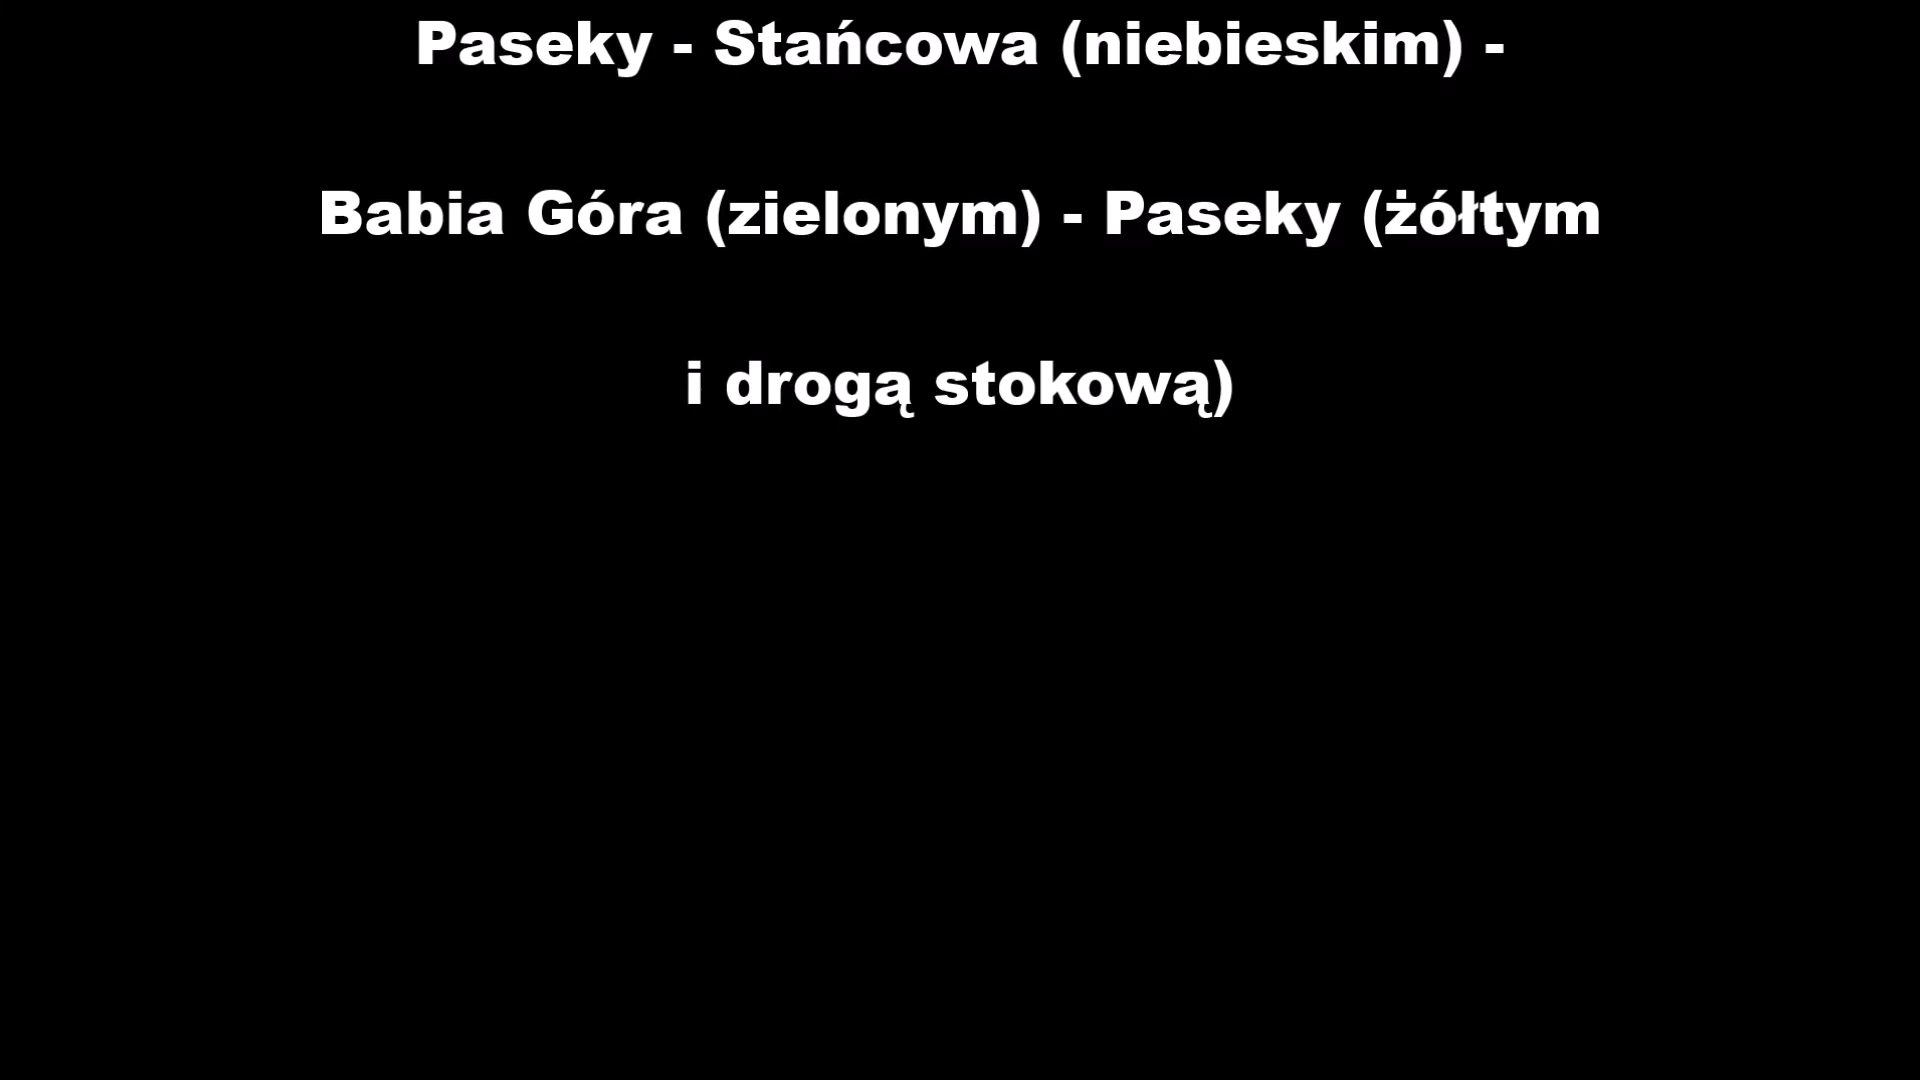 Paseky - Stańcowa (niebieskim) -
Babia Góra (zielonym) - Paseky (żółtym
i drogą stokową)